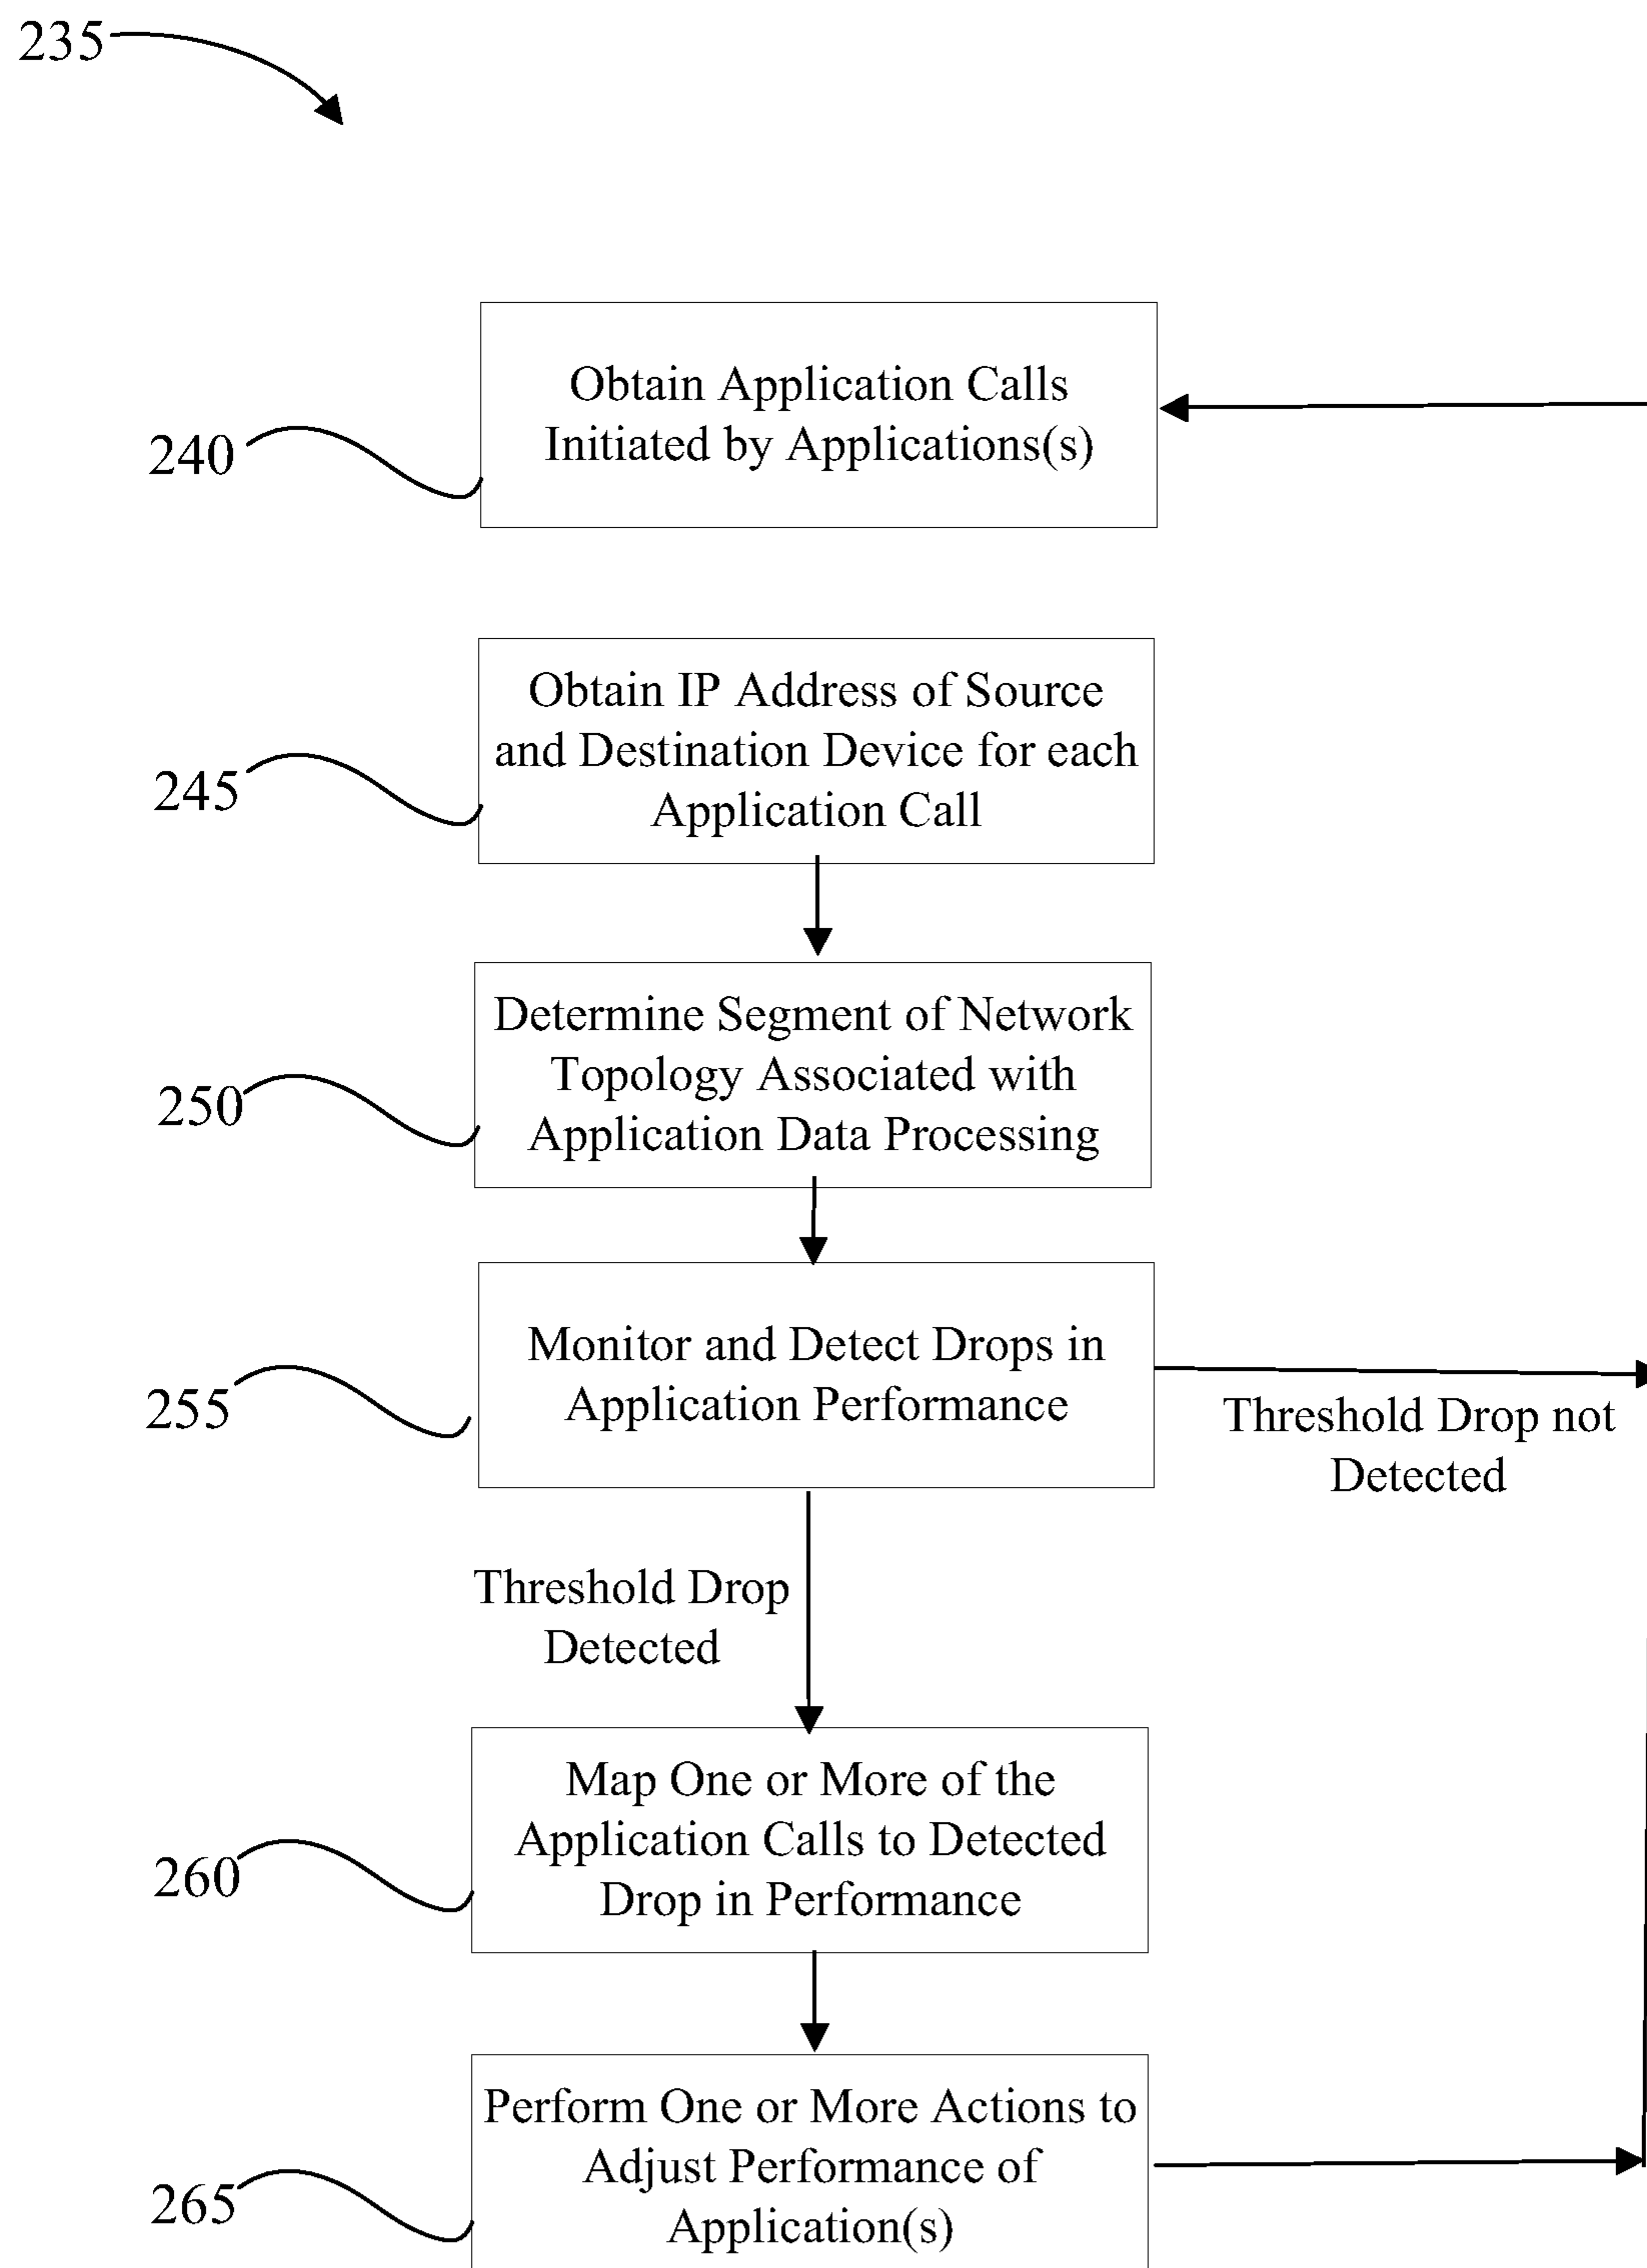 235
Obtain Application Calls
Initiated by Applications(s)
240
Obtain IP Address of Source
and Destination Device for each
Application Call
245
Determine Segment of Network
Topology Associated with
Application Data Processing
250
Monitor and Detect Drops in
Application Performance
255
Threshold Drop not
Detected
Threshold Drop
Detected
Map One or More of the
Application Calls to Detected
Drop in Performance
260
Perform One or More Actions to
Adjust Performance of
Application(s)
265